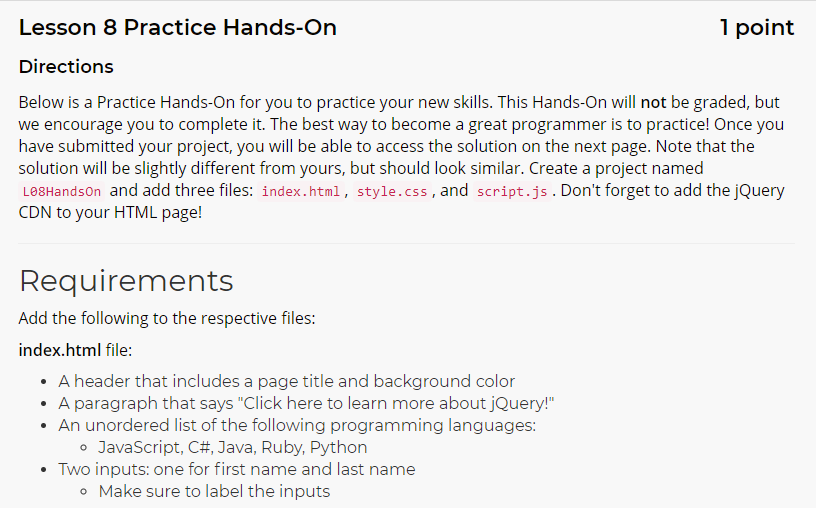 Lesson 8 Practice Hands-On 1 point
Directions
Below is a Practice Hands-On for you to practice your new skills. This Hands-On will not be graded, but
we encourage you to complete it. The best way to become a great programmer is to practice! Once you
have submitted your project, you will be able to access the solution on the next page. Note that the
solution will be slightly different from yours, but should look similar. Create a project named
L08HandsOn and add three files: index.html, style.css, and script.js. Don't forget to add the jQuery
CDN to your HTML page!
Requirements
Add the following to the respective files:
index.html file:
• A header that includes a page title and background color
• A paragraph that says "Click here to learn more about jQuery!"
• An unordered list of the following programming languages:
◦ JavaScript, C#, Java, Ruby, Python
• Two inputs: one for first name and last name
◦ Make sure to label the inputs